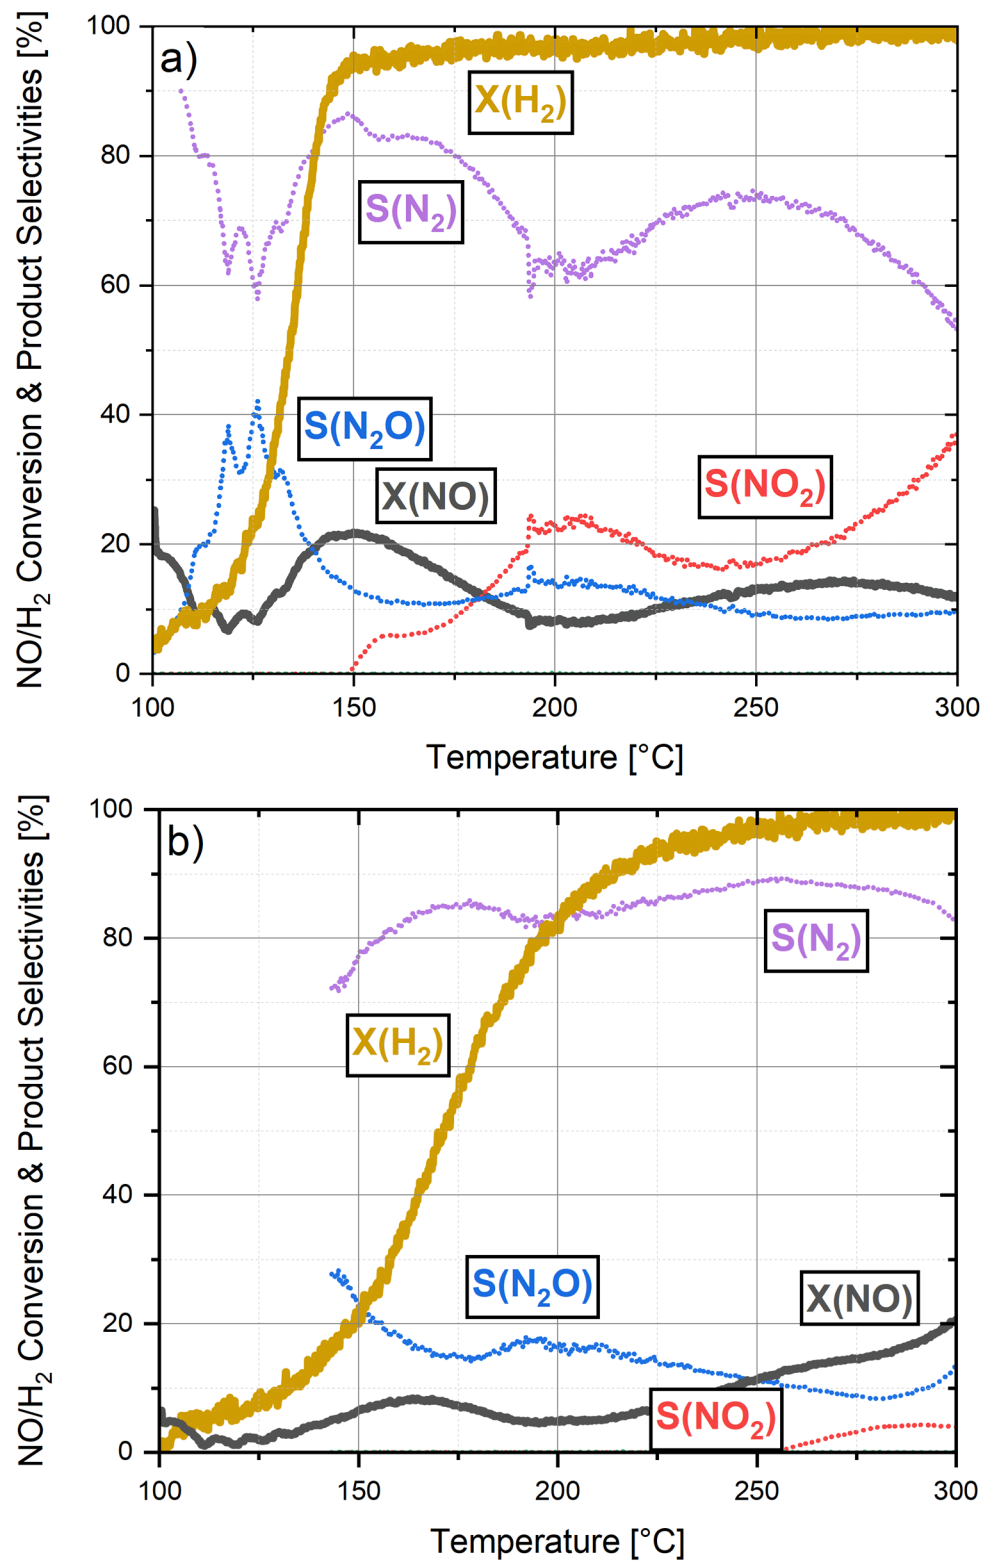 NO/H₂ Conversion & Product Selectivities [%]
a)
100
80
60
40
20
0
X(H₂)
S(N₂)
S(N₂O)
X(NO)
S(NO₂)
100 150 200 250 300
Temperature [°C]
NO/H₂ Conversion & Product Selectivities [%]
b)
100
80
60
40
20
0
S(N₂)
X(H₂)
S(N₂O)
X(NO)
S(NO₂)
100 150 200 250 300
Temperature [°C]